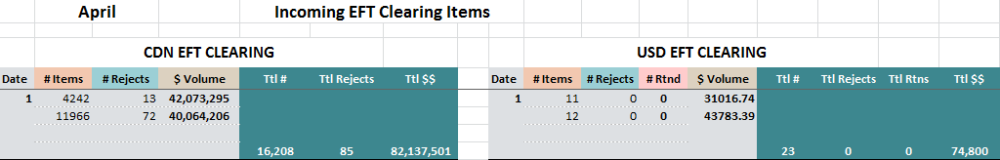 April Incoming EFT Clearing Items
CDN EFT CLEARING USD EFT CLEARING
Date # Items # Rejects $ Volume Ttl # Ttl Rejects Ttl $$ Date # Items # Rejects # Rtnd $ Volume Ttl # Ttl Rejects Ttl Rtns Ttl $$
1 4242 13 42,073,295 1 11 0 0 31016.74
11966 72 40,064,206 12 0 0 43783.39
16,208 85 82,137,501 23 0 0 74,800